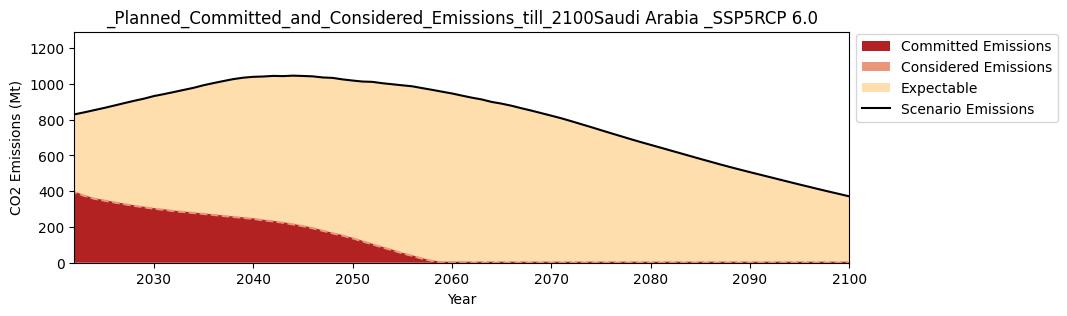 _Planned_Committed_and_Considered_Emissions_till_2100Saudi Arabia _SSP5RCP 6.0
1200
1000
800
600
400
200
0
CO2 Emissions (Mt)
2030 2040 2050 2060 2070 2080 2090 2100
Year
Committed Emissions
Considered Emissions
Expectable
Scenario Emissions